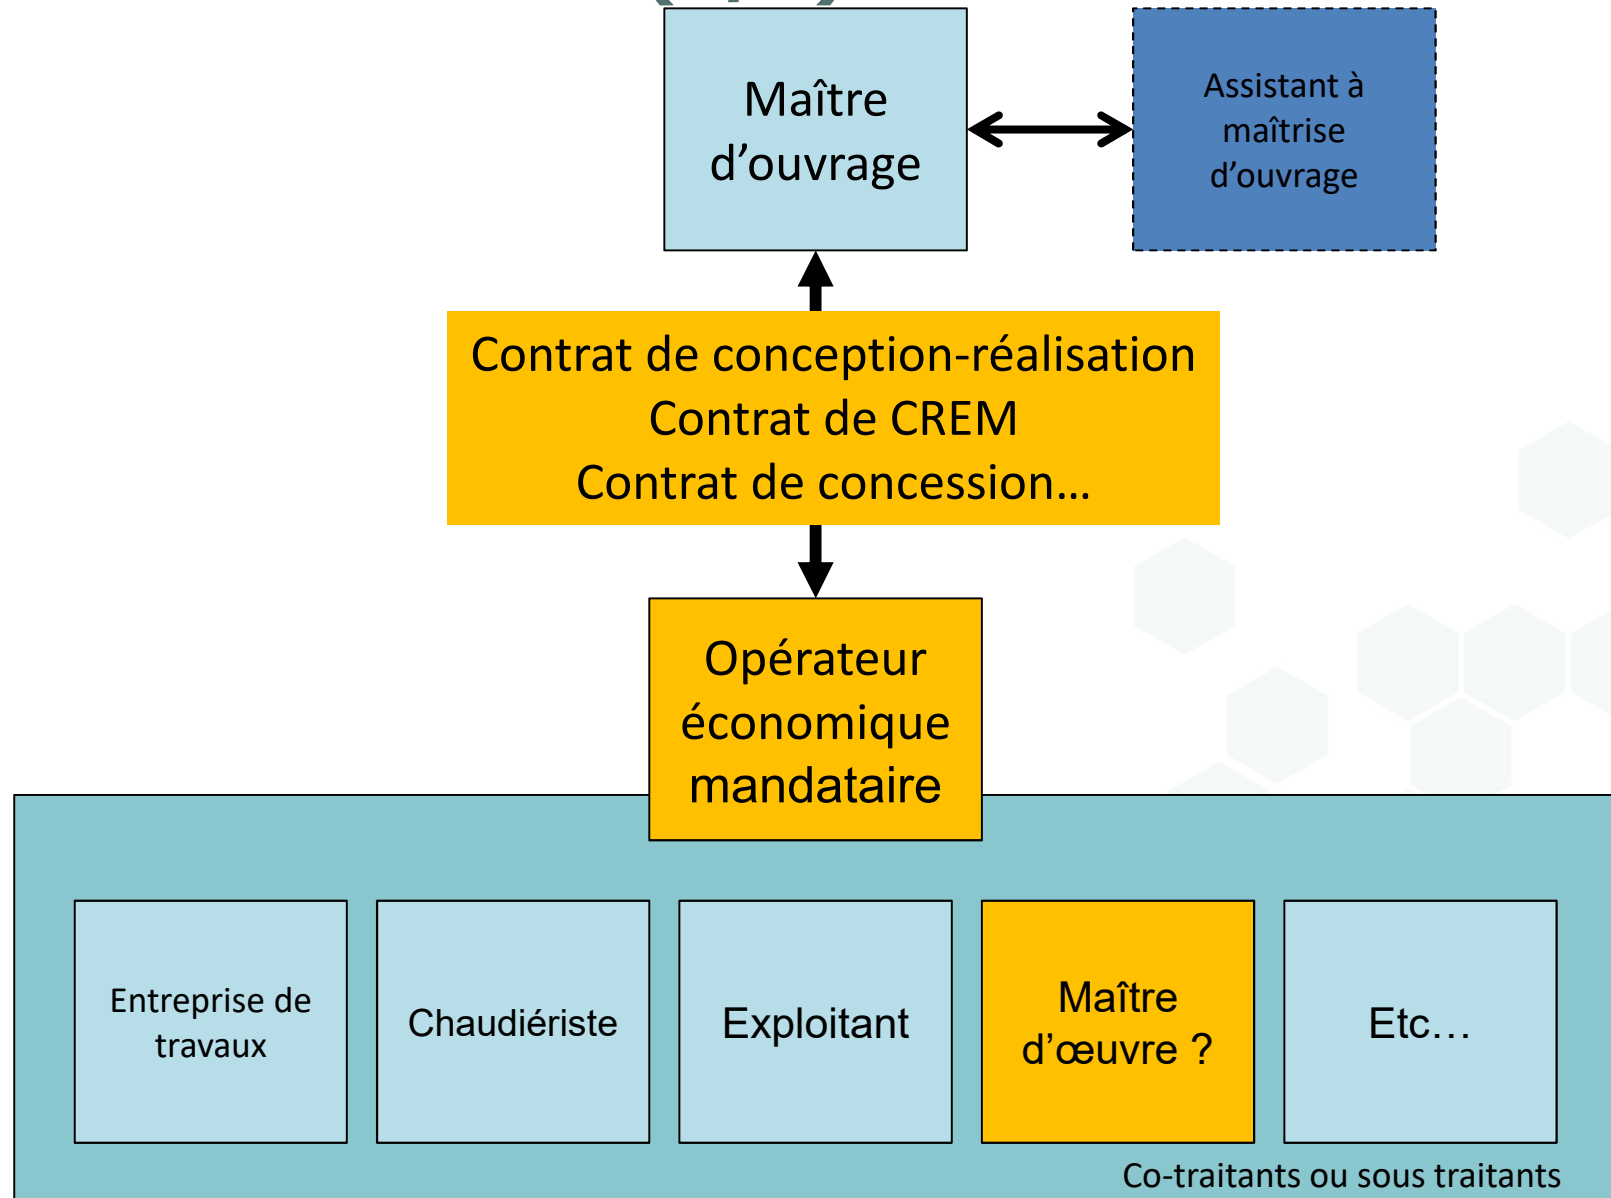 Maître
d’ouvrage
Assistant à
maîtrise
d’ouvrage
Contrat de conception-réalisation
Contrat de CREM
Contrat de concession…
Opérateur
économique
mandataire
Entreprise de
travaux
Chaudiériste
Exploitant
Maître
d’œuvre ?
Etc…
Co-traitants ou sous traitants